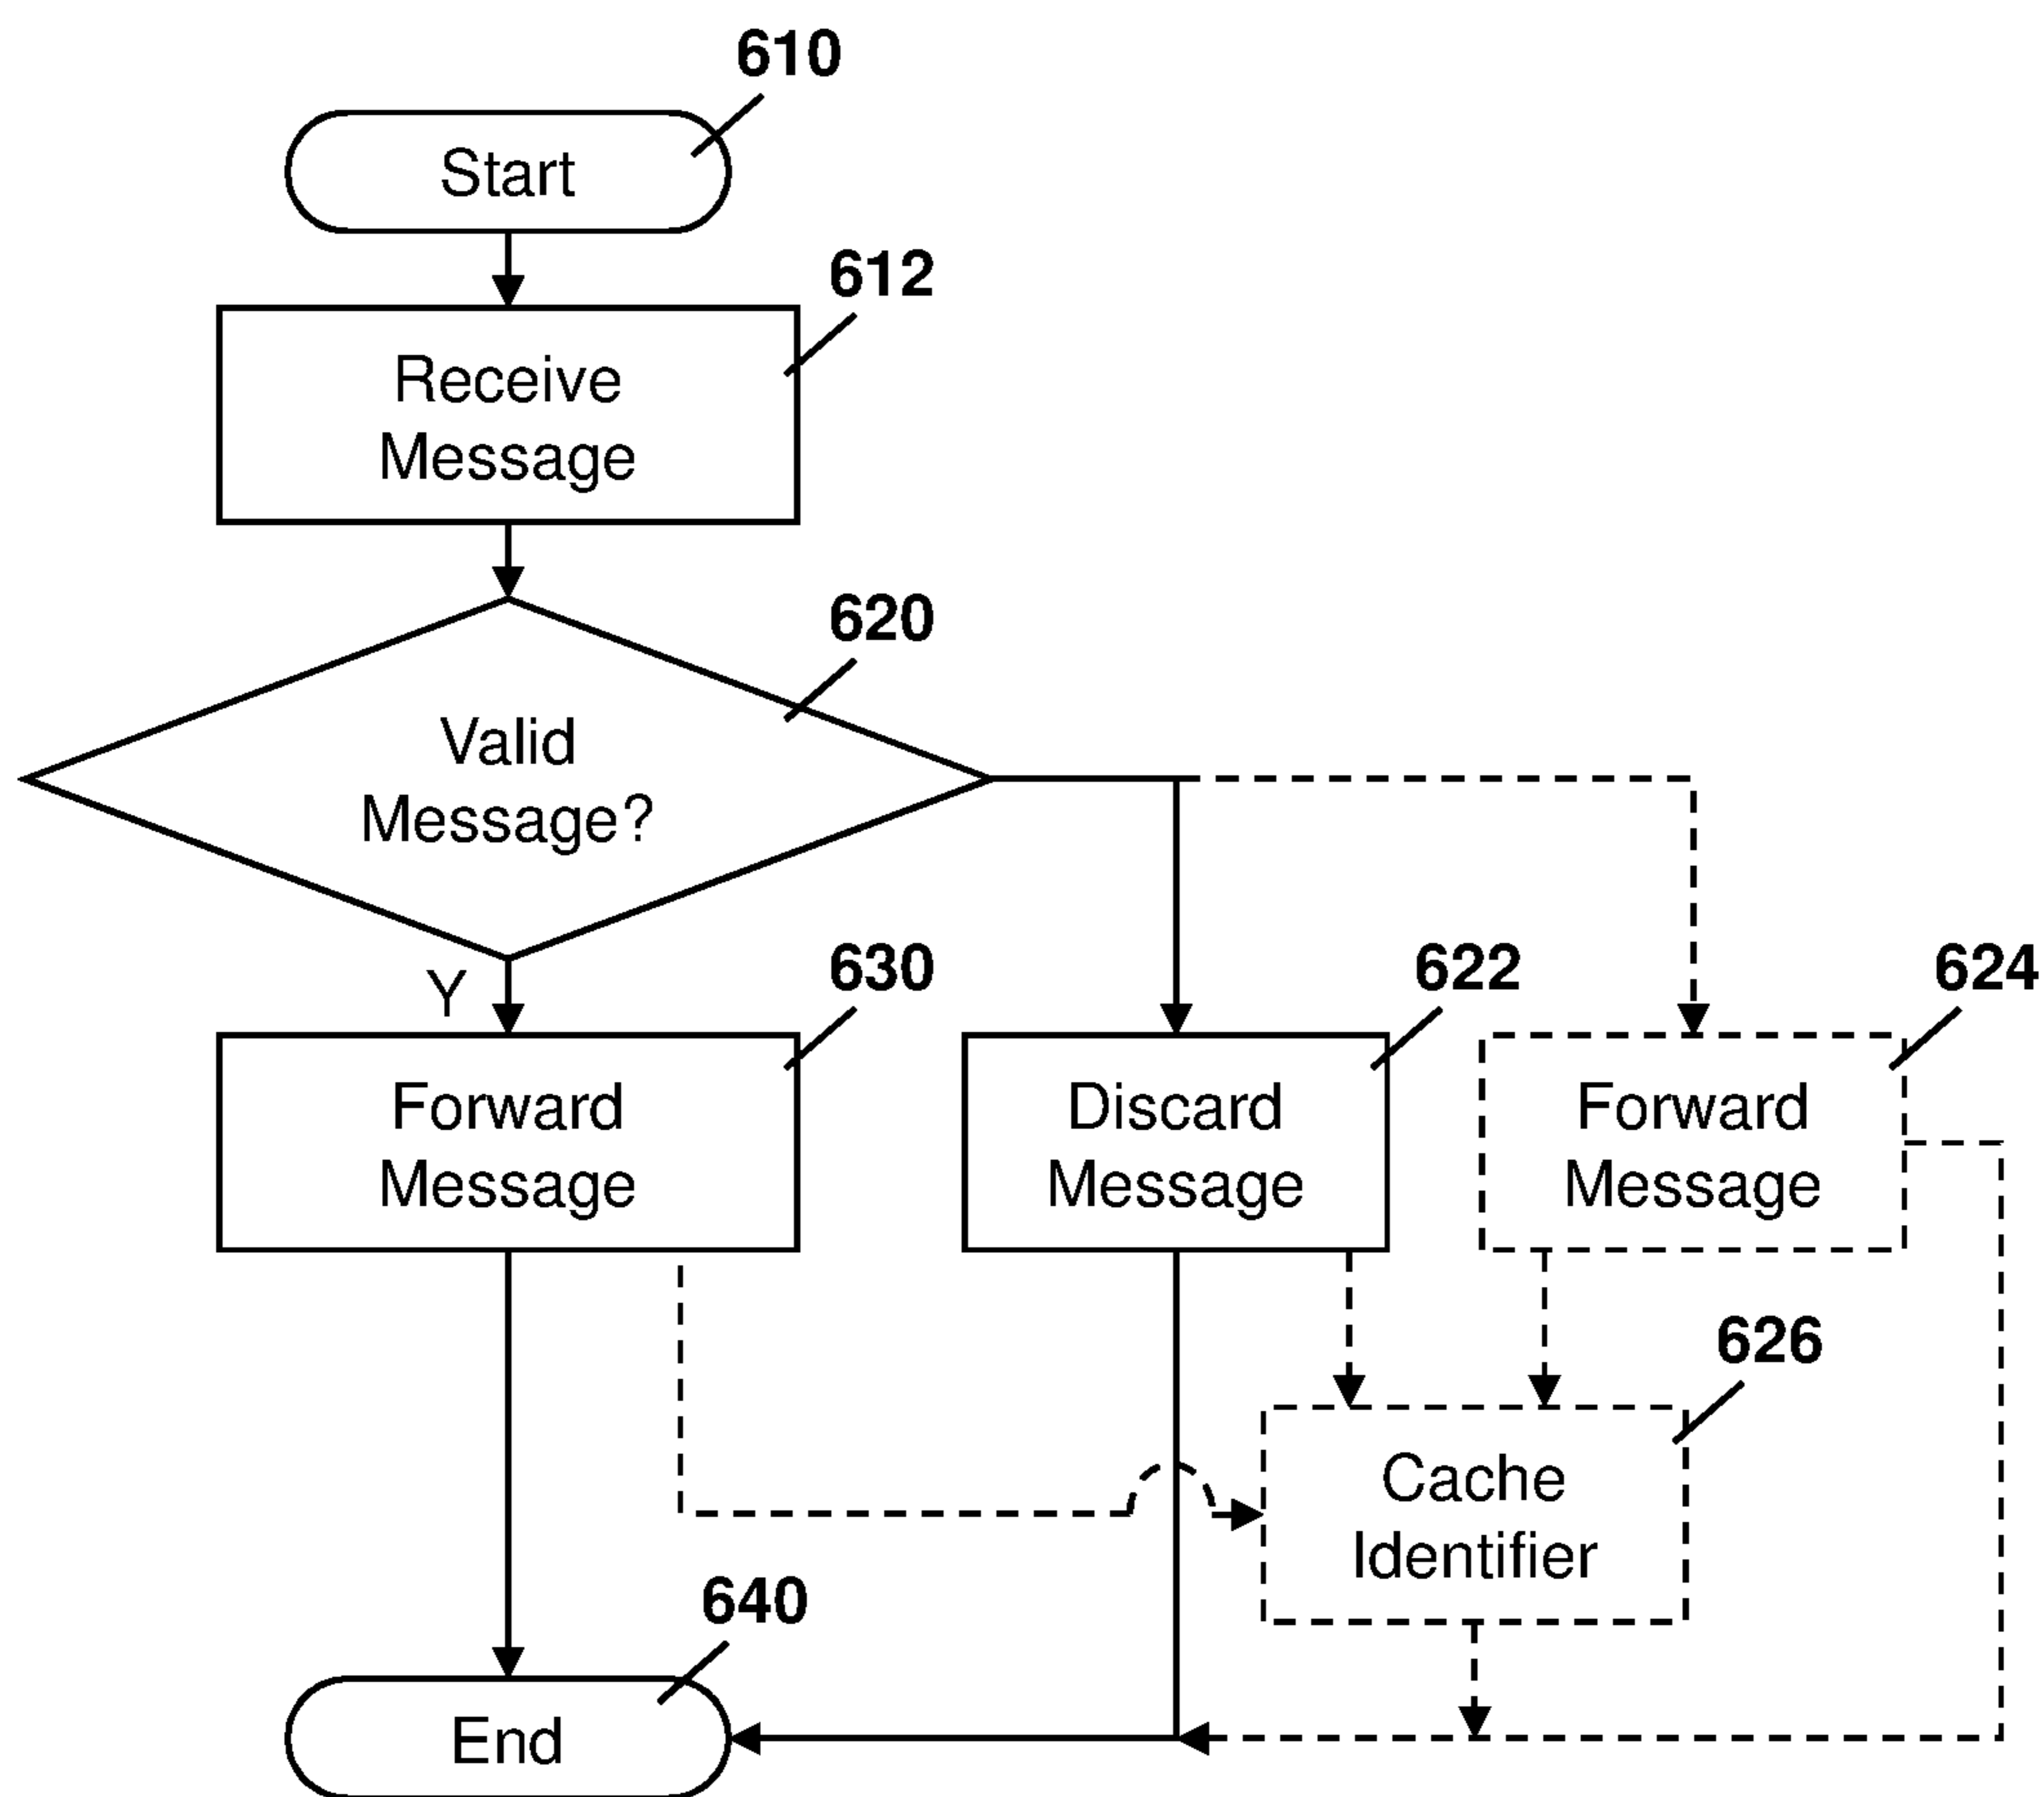 610
Start
612
Receive
Message
620
Valid
Message?
Y
630
622
624
Forward
Message
Discard
Message
Forward
Message
626
Cache
Identifier
640
End